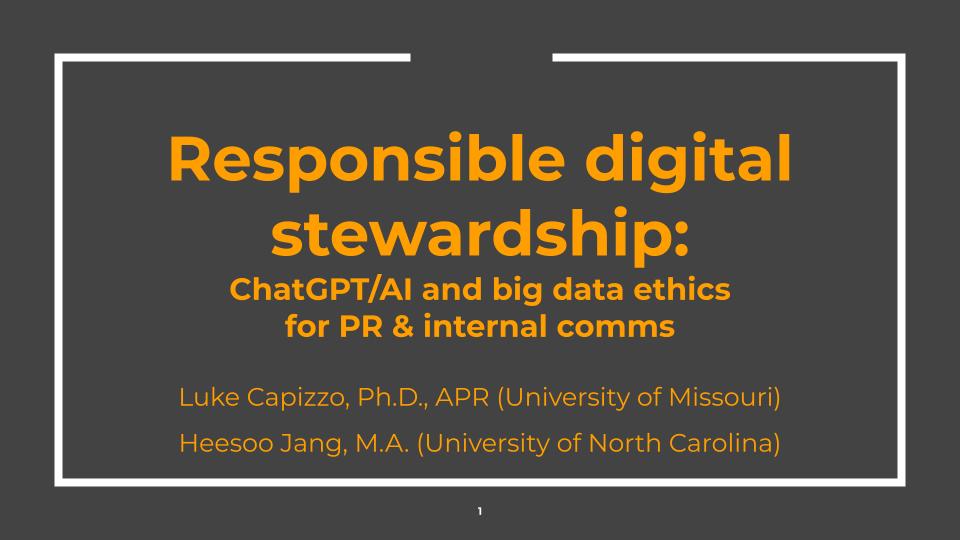 Responsible digital
stewardship:
ChatGPT/AI and big data ethics
for PR & internal comms
Luke Capizzo, Ph.D., APR (University of Missouri)
Heesoo Jang, M.A. (University of North Carolina)
1